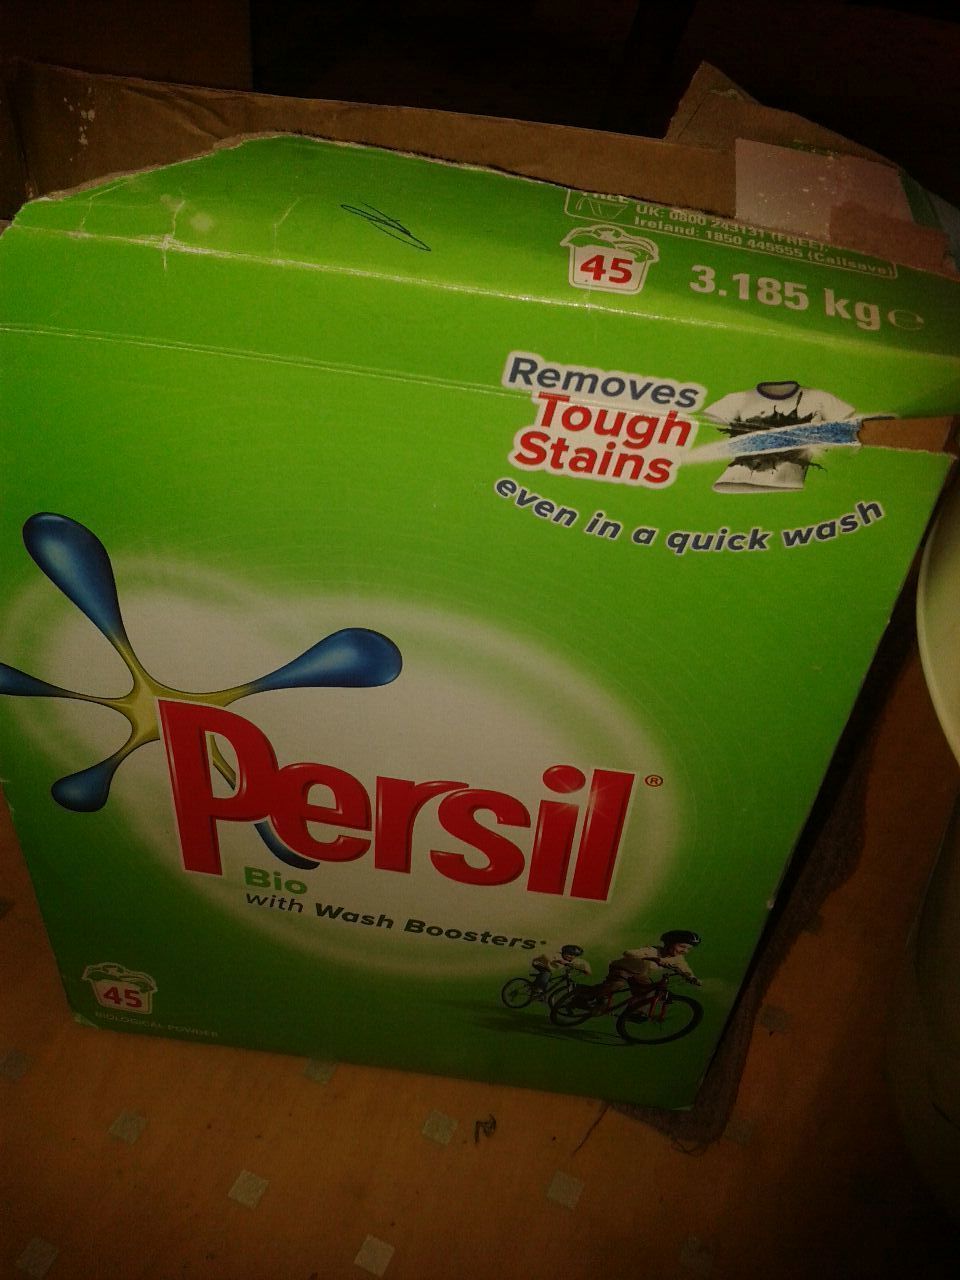 UK: 0800 243131 (FREE)
Ireland: 1850 445555 (Callsave)
45
3.185 kg e
Removes
Tough
Stains
even in a quick wash
Persil®
Bio
with Wash Boosters*
45
BIOLOGICAL POWDER